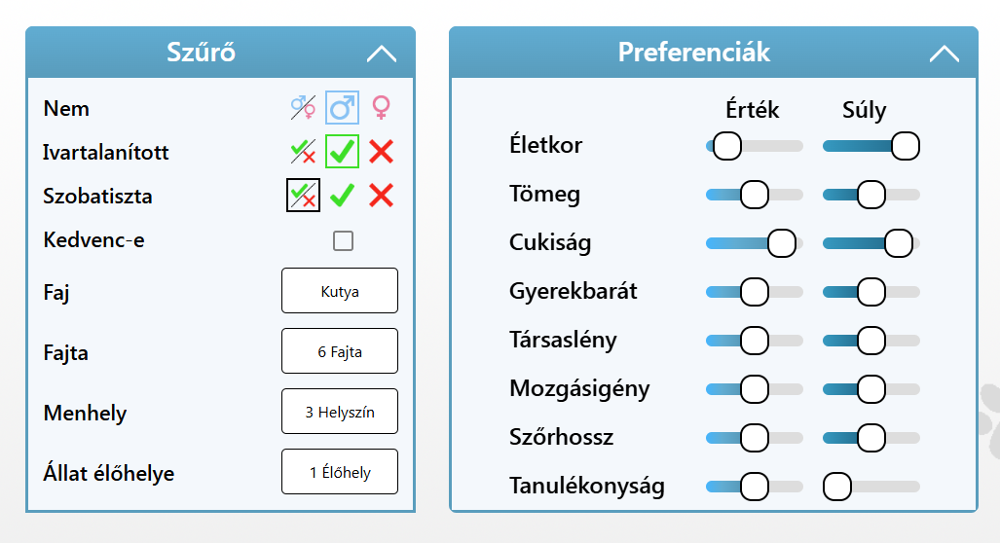 Szűrő
Nem
Ivartalanított
Szobatiszta
Kedvenc-e
Faj
Kutya
Fajta
6 Fajta
Menhely
3 Helyszín
Állat élőhelye
1 Élőhely
Preferenciák
Érték Súly
Életkor
Tömeg
Cukiság
Gyerekbarát
Társaslény
Mozgásigény
Szőrhossz
Tanulékonyság